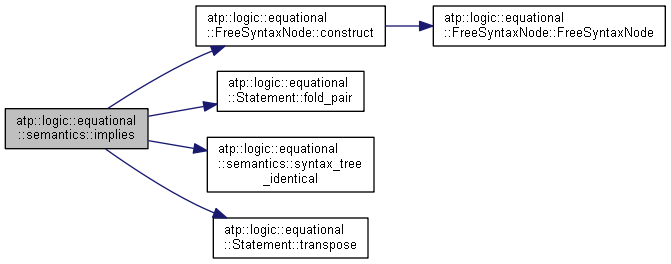 atp::logic::equational
::semantics::implies
atp::logic::equational
::FreeSyntaxNode::construct
atp::logic::equational
::FreeSyntaxNode::FreeSyntaxNode
atp::logic::equational
::Statement::fold_pair
atp::logic::equational
::semantics::syntax_tree
_identical
atp::logic::equational
::Statement::transpose